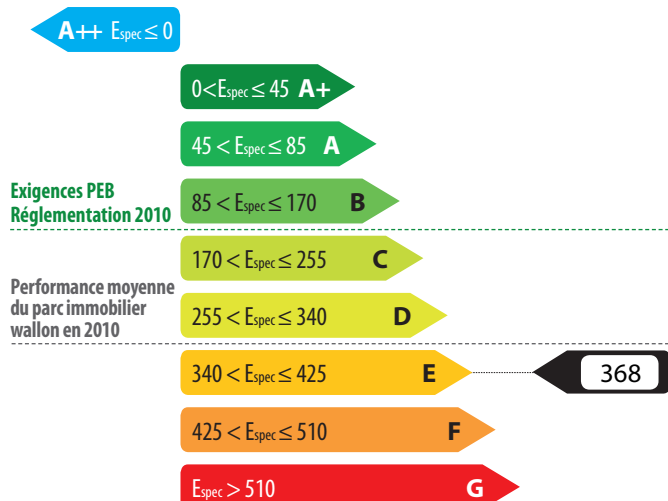 A++ Espec ≤ 0
0<Espec ≤ 45 A+
45 < Espec ≤ 85 A
Exigences PEB
Réglementation 2010
85 < Espec ≤ 170 B
170 < Espec ≤ 255 C
Performance moyenne
du parc immobilier
wallon en 2010
255 < Espec ≤ 340 D
340 < Espec ≤ 425 E
368
425 < Espec ≤ 510 F
Espec > 510 G